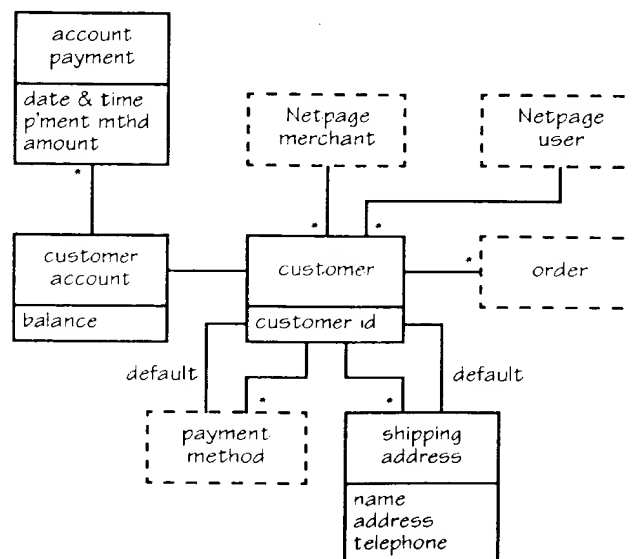 account
payment
date & time
p'ment mthd
amount
*
Netpage
merchant
*
Netpage
user
*
customer
account
balance
customer
customer id
*
order
default
*
payment
method
*
default
shipping
address
name
address
telephone